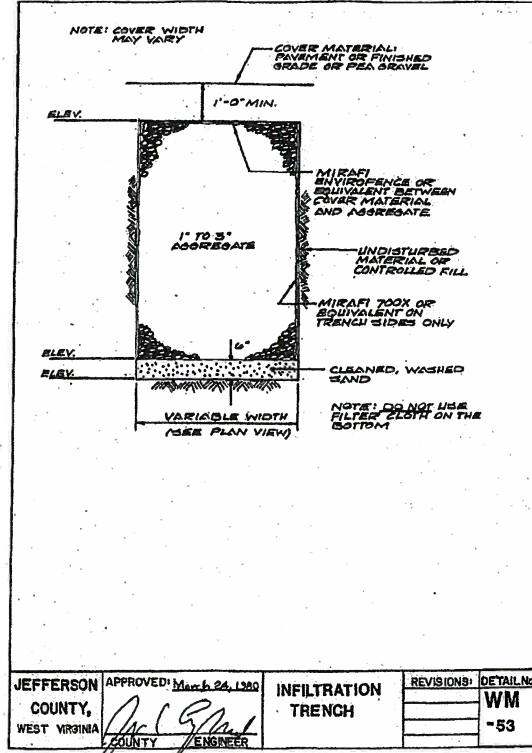 NOTE: COVER WIDTH
MAY VARY
COVER MATERIAL:
PAVEMENT OR FINISHED
GRADE OR PEA GRAVEL
1'-0" MIN.
ELEV.
MIRAFI
ENVIROFENCE OR
EQUIVALENT BETWEEN
COVER MATERIAL
AND AGGREGATE
1" TO 3"
AGGREGATE
UNDISTURBED
MATERIAL OR
CONTROLLED FILL
MIRAFI 700X OR
EQUIVALENT ON
TRENCH SIDES ONLY
6"
ELEV.
ELEV.
CLEANED, WASHED
SAND
NOTE: DO NOT USE
FILTER CLOTH ON THE
BOTTOM
VARIABLE WIDTH
(SEE PLAN VIEW)
JEFFERSON
COUNTY,
WEST VIRGINIA
APPROVED: March 24, 1980
COUNTY ENGINEER
INFILTRATION
TRENCH
REVISIONS:
DETAIL No
WM
-53